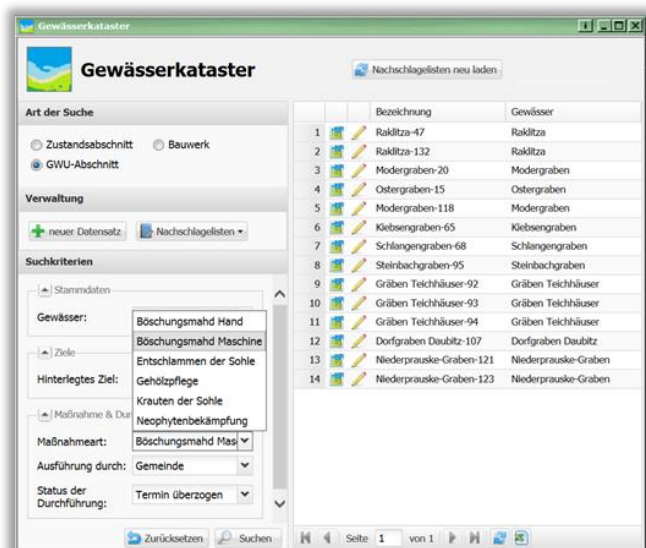 Gewässerkataster
Gewässerkataster
Nachschlagelisten neu laden
Art der Suche
Zustandsabschnitt
Bauwerk
GWU-Abschnitt
Verwaltung
neuer Datensatz
Nachschlagelisten
Suchkriterien
Stammdaten
Gewässer:
Böschungsmahd Hand
Böschungsmahd Maschine
Entschlammen der Sohle
Gehölzpflege
Krauten der Sohle
Neophytenbekämpfung
Ziele
Hinterlegtes Ziel:
Maßnahme & Dur
Maßnahmeart: Böschungsmahd Mas
Ausführung durch: Gemeinde
Status der
Durchführung: Termin überzogen
Zurücksetzen
Suchen
Bezeichnung Gewässer
1 Raklitza-47 Raklitza
2 Raklitza-132 Raklitza
3 Modergraben-20 Modergraben
4 Ostergraben-15 Ostergraben
5 Modergraben-118 Modergraben
6 Klebsengraben-65 Klebsengraben
7 Schlangengraben-68 Schlangengraben
8 Steinbachgraben-95 Steinbachgraben
9 Gräben Teichhäuser-92 Gräben Teichhäuser
10 Gräben Teichhäuser-93 Gräben Teichhäuser
11 Gräben Teichhäuser-94 Gräben Teichhäuser
12 Dorfgraben Daubitz-107 Dorfgraben Daubitz
13 Niederprauske-Graben-121 Niederprauske-Graben
14 Niederprauske-Graben-123 Niederprauske-Graben
Seite 1 von 1